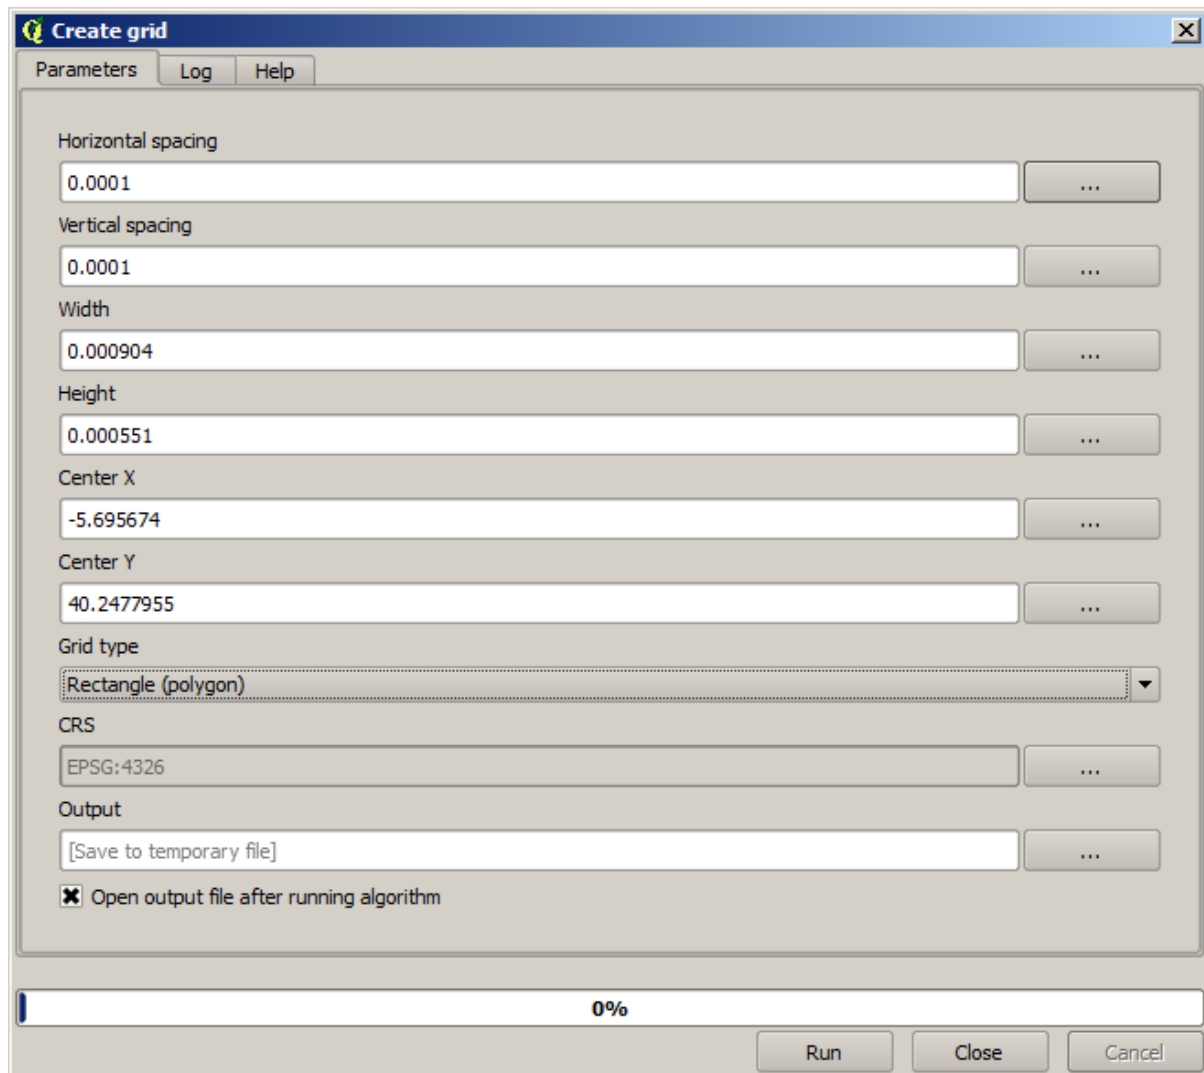 Create grid
Parameters Log Help
Horizontal spacing
0.0001 ...
Vertical spacing
0.0001 ...
Width
0.000904 ...
Height
0.000551 ...
Center X
-5.695674 ...
Center Y
40.2477955 ...
Grid type
Rectangle (polygon)
CRS
EPSG:4326 ...
Output
[Save to temporary file] ...
Open output file after running algorithm
0%
Run Close Cancel